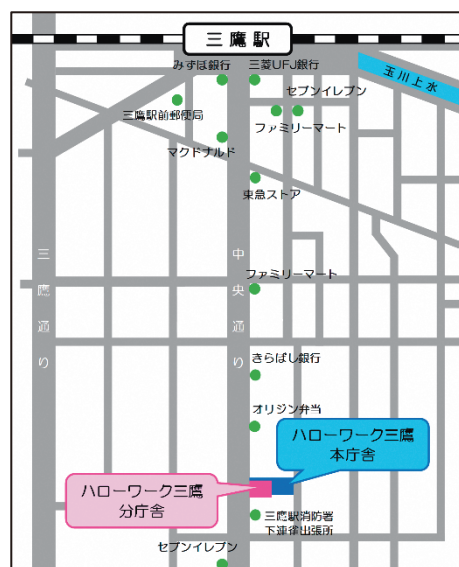 三鷹駅
みずほ銀行
三菱UFJ銀行
玉川上水
セブンイレブン
三鷹駅前郵便局
ファミリーマート
マクドナルド
東急ストア
三鷹通り
中央通り
ファミリーマート
きらぼし銀行
オリジン弁当
ハローワーク三鷹
本庁舎
ハローワーク三鷹
分庁舎
三鷹駅消防署
下連雀出張所
セブンイレブン